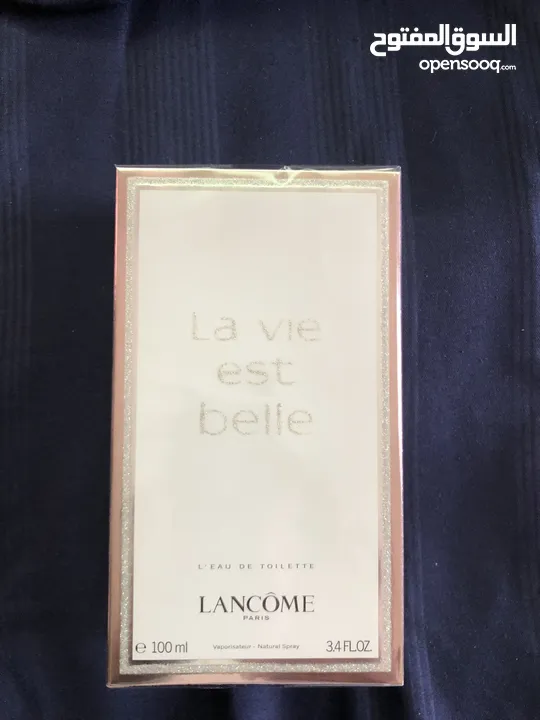 السوق المفتوح
opensooq.com
La vie
est
belle
L'EAU DE TOILETTE
LANCÔME
PARIS
e 100 ml Vaporisateur - Natural Spray 3.4 FL.OZ.